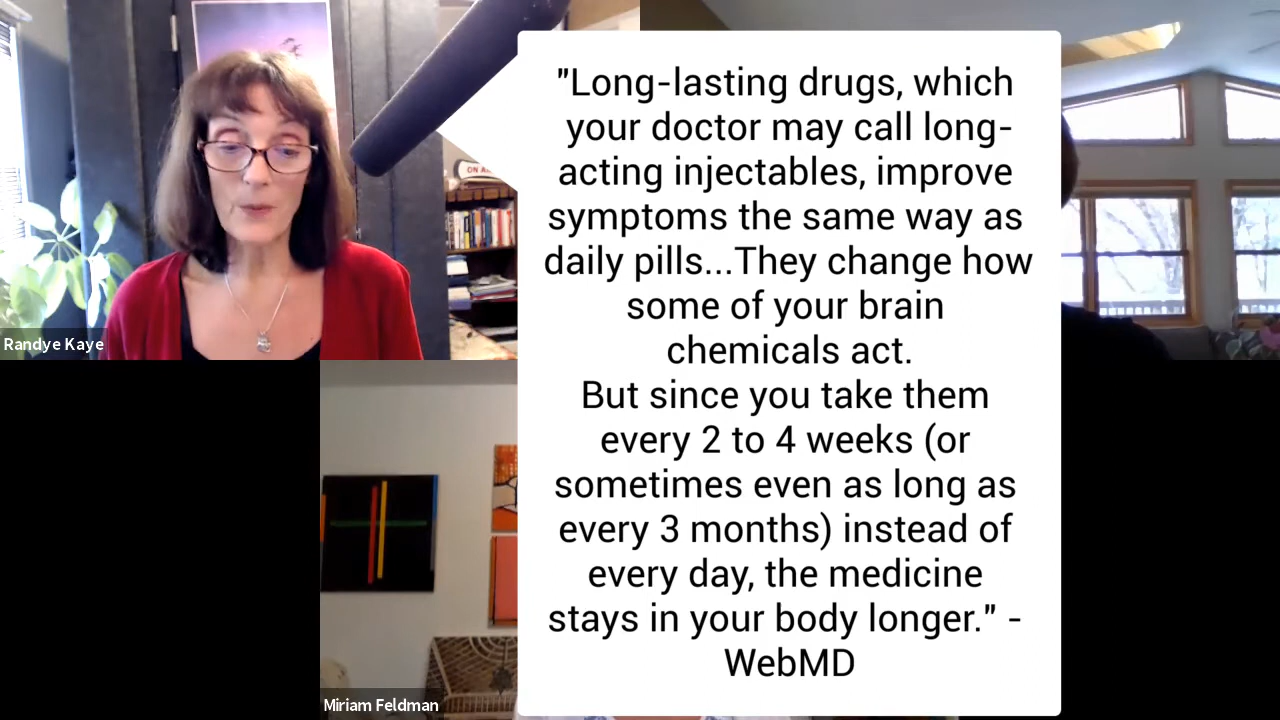 "Long-lasting drugs, which
your doctor may call long-
acting injectables, improve
symptoms the same way as
daily pills...They change how
some of your brain
chemicals act.
But since you take them
every 2 to 4 weeks (or
sometimes even as long as
every 3 months) instead of
every day, the medicine
stays in your body longer." -
WebMD
ON A
Randye Kaye
Miriam Feldman